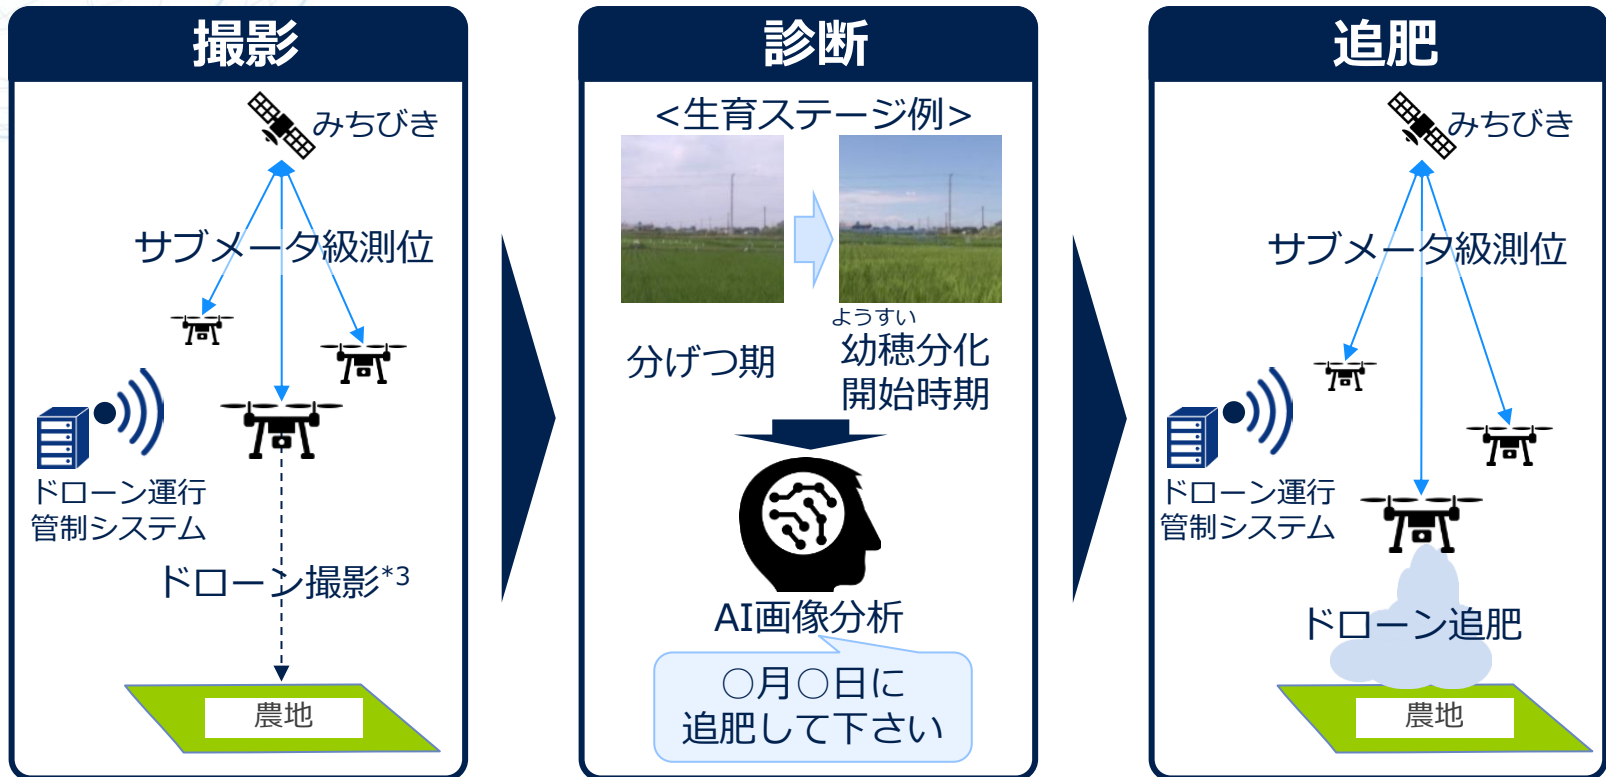 撮影
みちびき
サブメータ級測位
ドローン運行
管制システム
ドローン撮影*3
農地
診断
<生育ステージ例>
分げつ期
ようすい
幼穂分化
開始時期
AI画像分析
○月○日に
追肥して下さい
追肥
みちびき
サブメータ級測位
ドローン運行
管制システム
ドローン追肥
農地